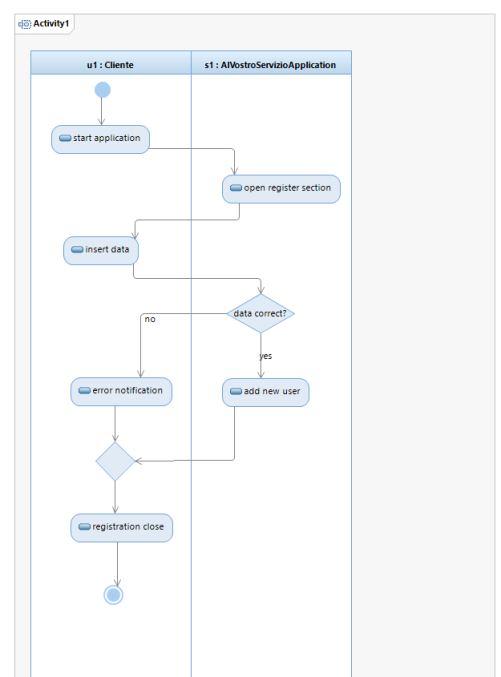 Activity1
u1 : Cliente
s1 : AlVostroServizioApplication
start application
open register section
insert data
data correct?
no
yes
error notification
add new user
registration close